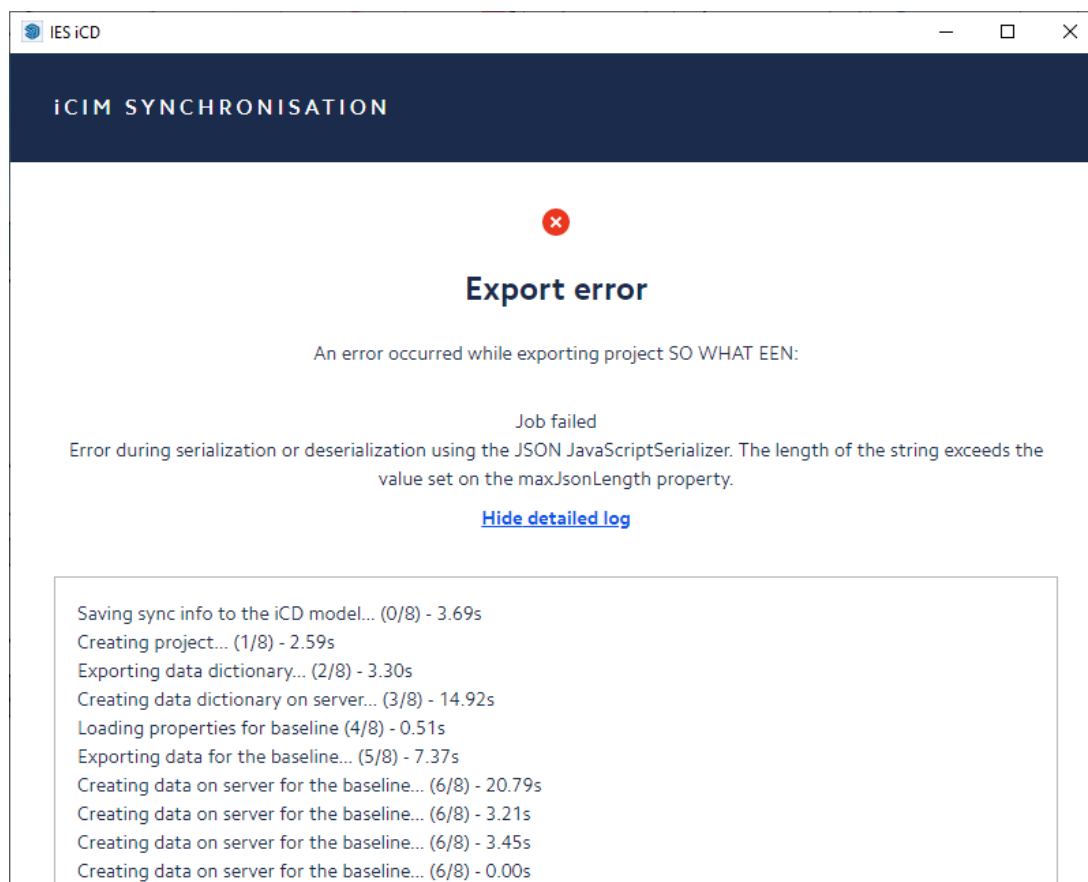 IES iCD
iCIM SYNCHRONISATION
Export error
An error occurred while exporting project SO WHAT EEN:
Job failed
Error during serialization or deserialization using the JSON JavaScriptSerializer. The length of the string exceeds the
value set on the maxJsonLength property.
Hide detailed log
Saving sync info to the iCD model... (0/8) - 3.69s
Creating project... (1/8) - 2.59s
Exporting data dictionary... (2/8) - 3.30s
Creating data dictionary on server... (3/8) - 14.92s
Loading properties for baseline (4/8) - 0.51s
Exporting data for the baseline... (5/8) - 7.37s
Creating data on server for the baseline... (6/8) - 20.79s
Creating data on server for the baseline... (6/8) - 3.21s
Creating data on server for the baseline... (6/8) - 3.45s
Creating data on server for the baseline... (6/8) - 0.00s